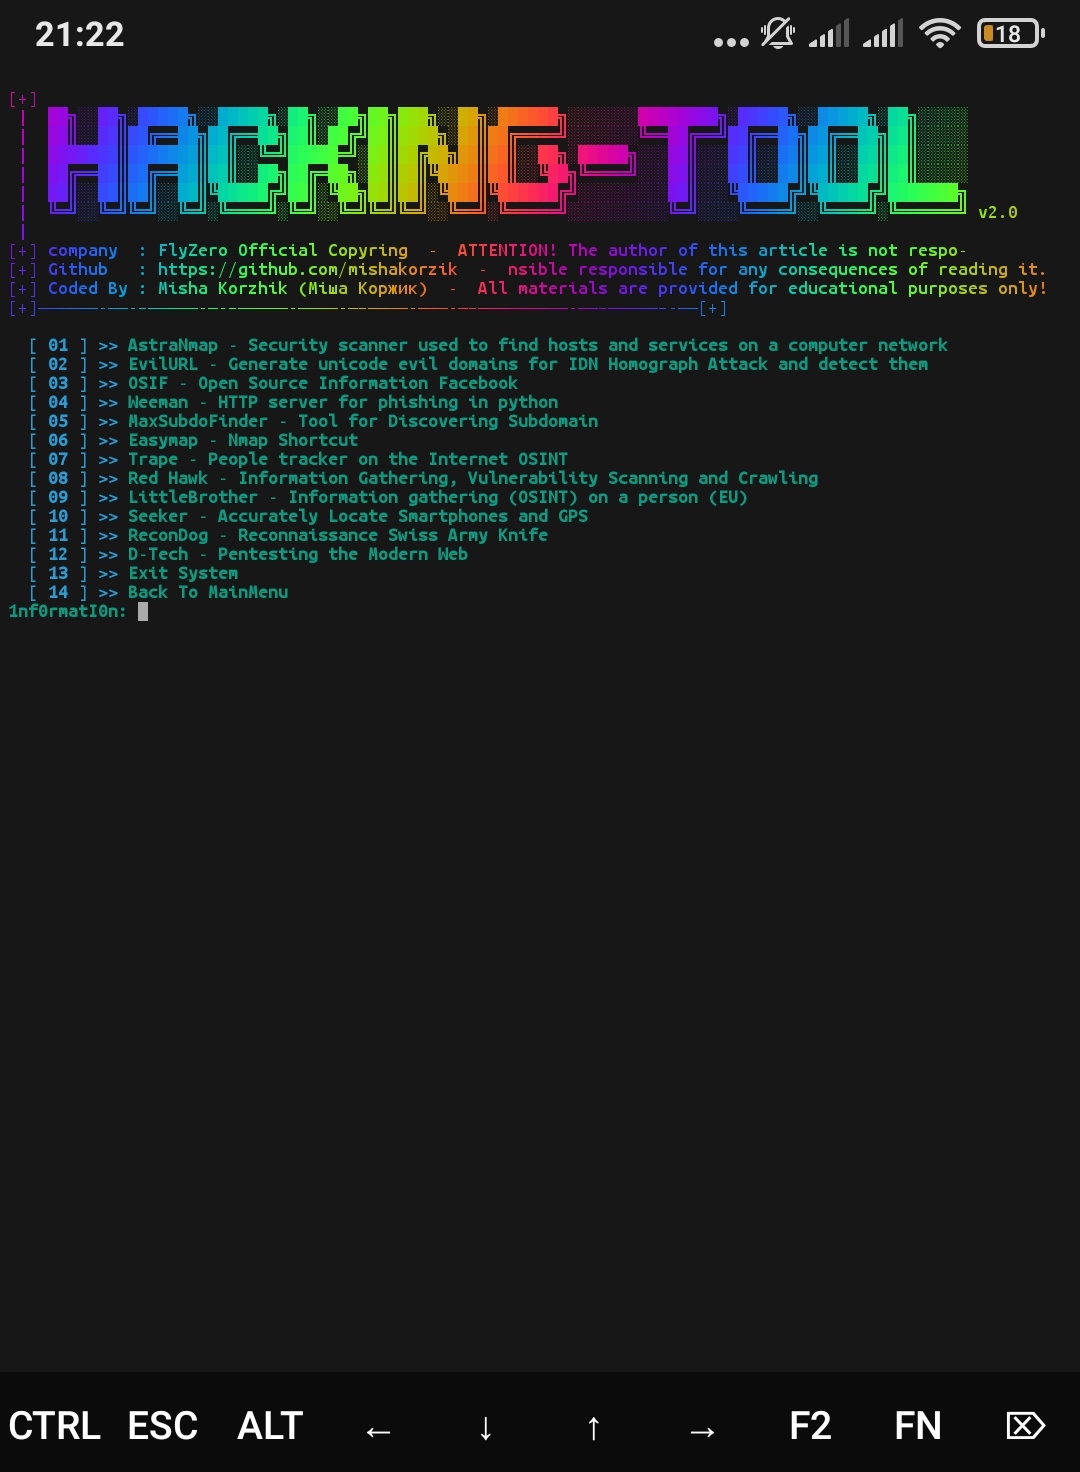 21:22
18
[+]
HACKING-TOOL
v2.0
[+] company  : FlyZero Official Copyring  -  ATTENTION! The author of this article is not respo-
[+] Github   : https://github.com/mishakorzik  -  nsible responsible for any consequences of reading it.
[+] Coded By : Misha Korzhik (Міша Коржик)  -  All materials are provided for educational purposes only!
[+][+]
[ 01 ] >> AstraNmap - Security scanner used to find hosts and services on a computer network
[ 02 ] >> EvilURL - Generate unicode evil domains for IDN Homograph Attack and detect them
[ 03 ] >> OSIF - Open Source Information Facebook
[ 04 ] >> Weeman - HTTP server for phishing in python
[ 05 ] >> MaxSubdoFinder - Tool for Discovering Subdomain
[ 06 ] >> Easymap - Nmap Shortcut
[ 07 ] >> Trape - People tracker on the Internet OSINT
[ 08 ] >> Red Hawk - Information Gathering, Vulnerability Scanning and Crawling
[ 09 ] >> LittleBrother - Information gathering (OSINT) on a person (EU)
[ 10 ] >> Seeker - Accurately Locate Smartphones and GPS
[ 11 ] >> ReconDog - Reconnaissance Swiss Army Knife
[ 12 ] >> D-Tech - Pentesting the Modern Web
[ 13 ] >> Exit System
[ 14 ] >> Back To MainMenu
1nf0rmatI0n:
CTRL ESC ALT ← ↓ ↑ → F2 FN